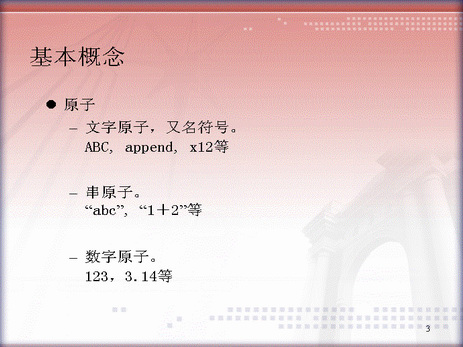 基本概念
● 原子
– 文字原子，又名符号。
ABC, append, x12等
– 串原子。
“abc”, “1＋2”等
– 数字原子。
123，3.14等
3